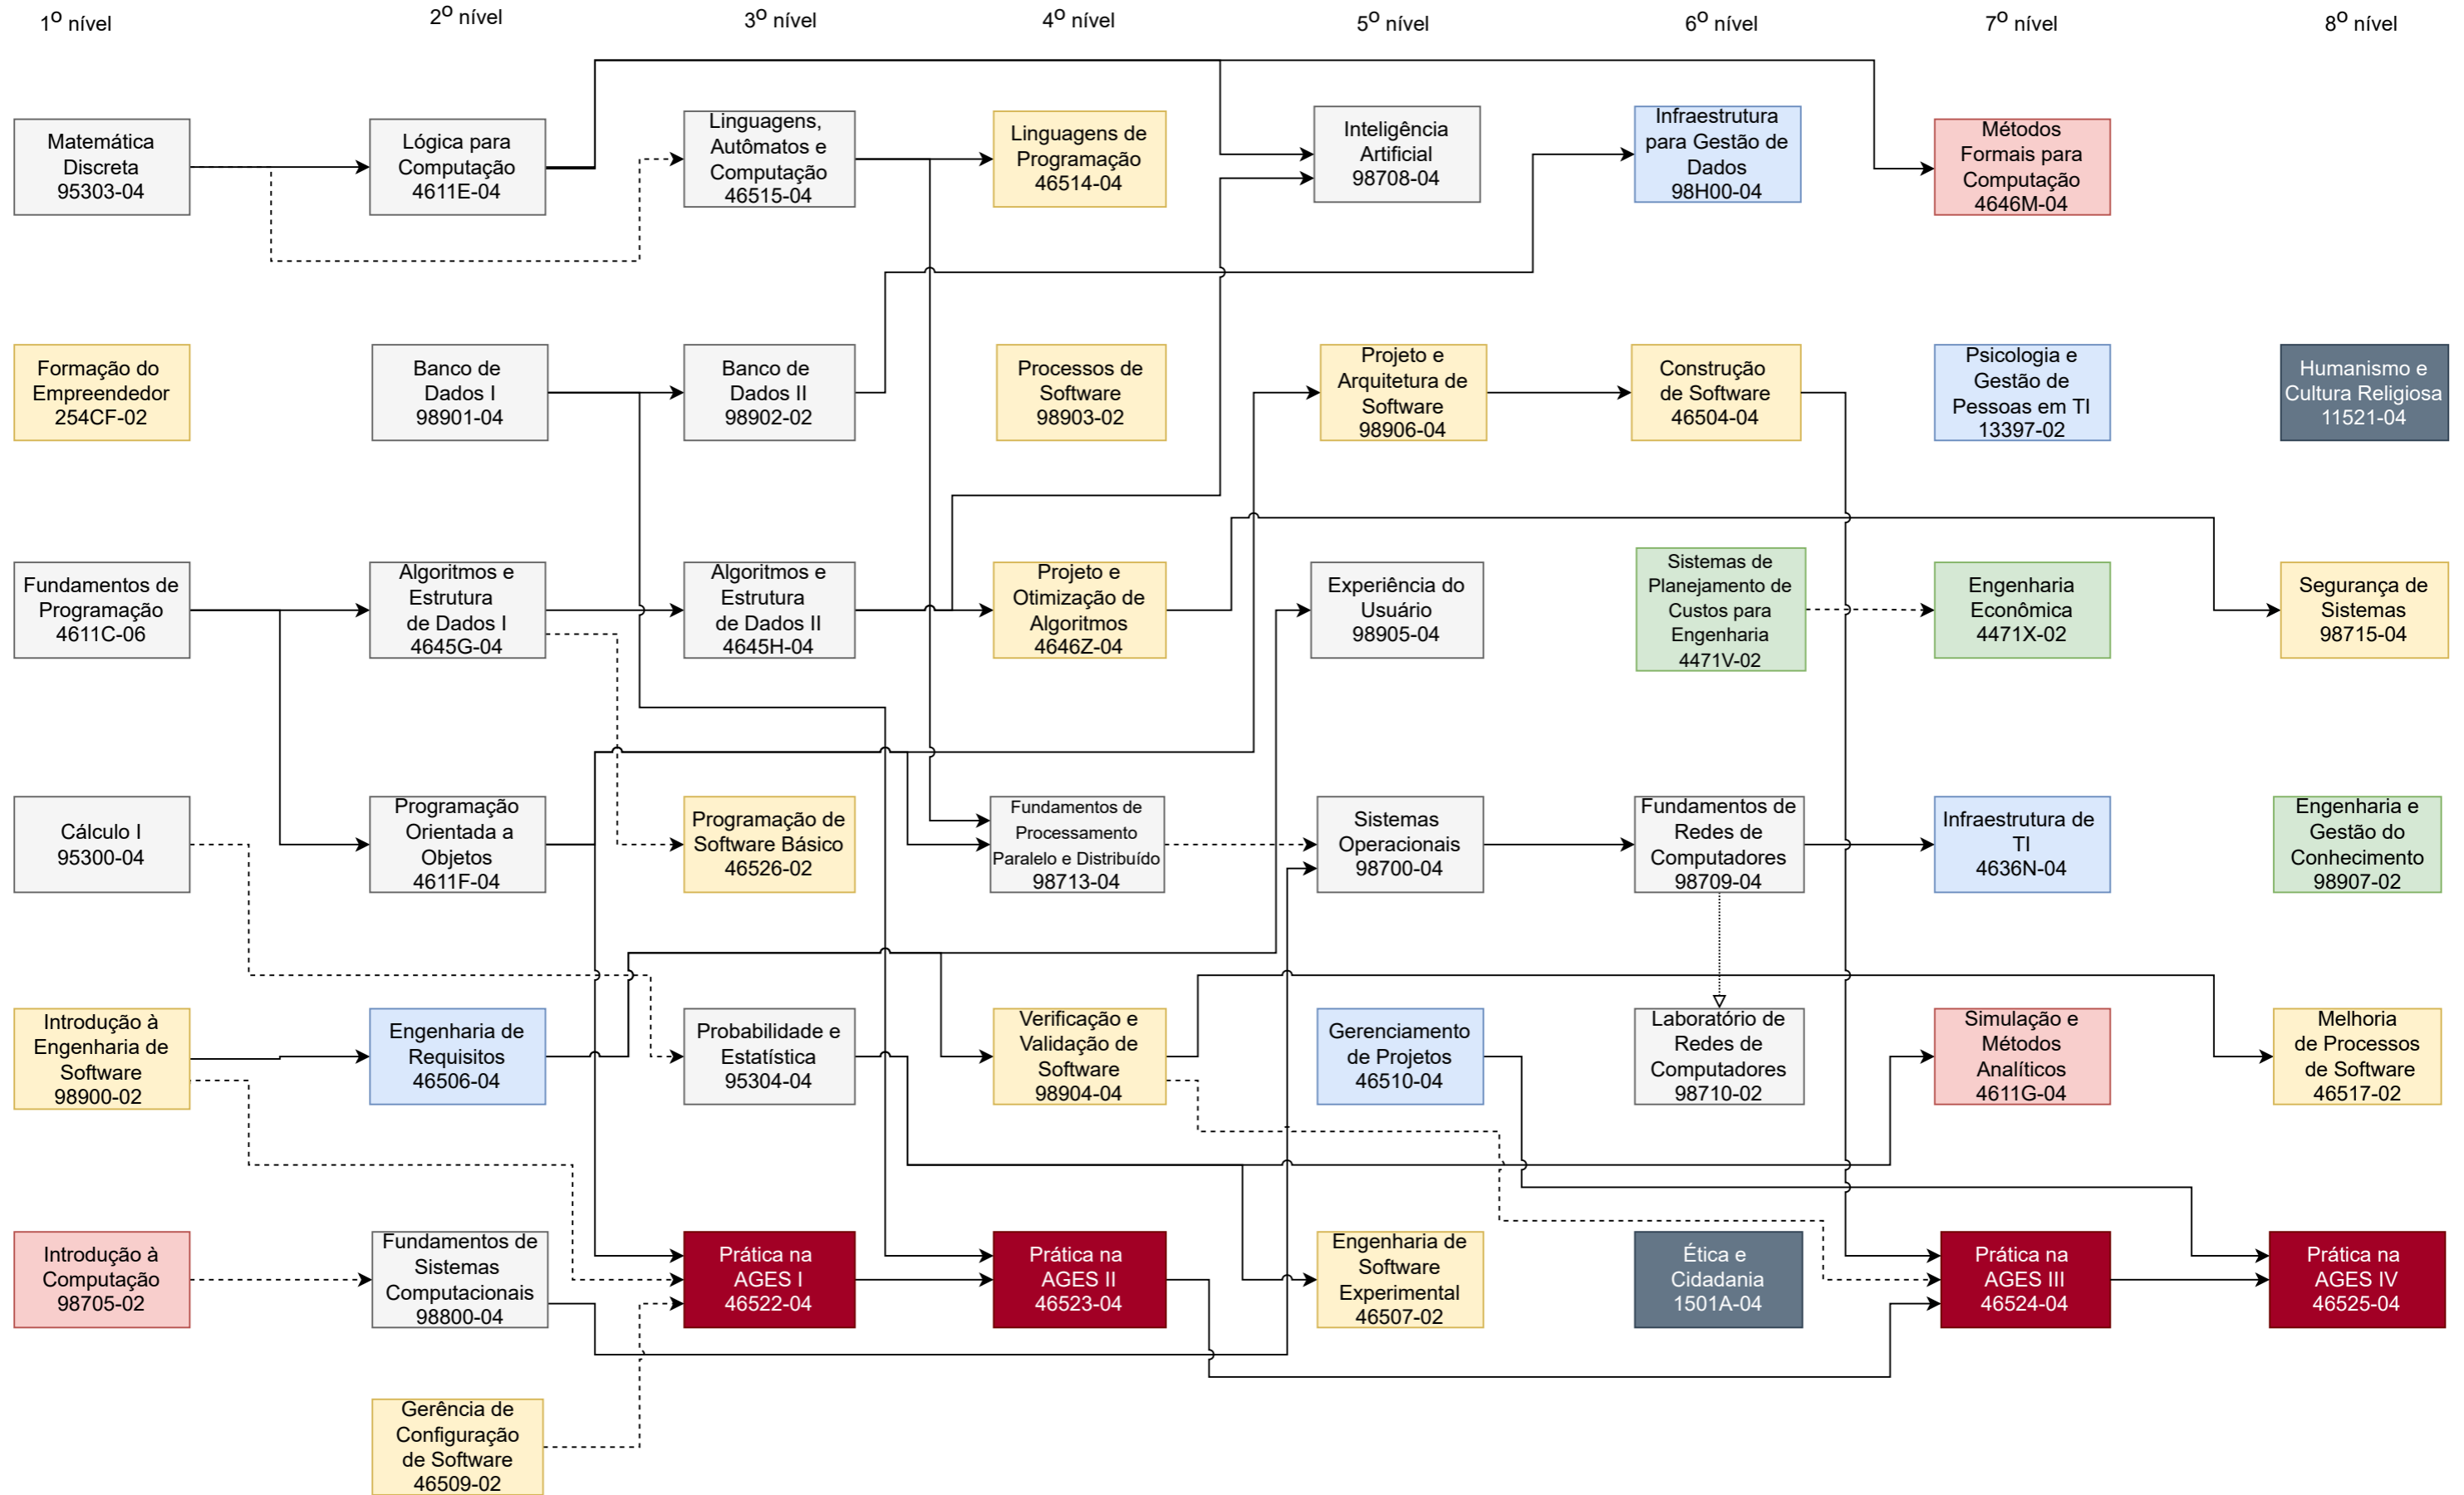 1º nível
2º nível
3º nível
4º nível
5º nível
6º nível
7º nível
8º nível
Matemática
Discreta
95303-04
Lógica para
Computação
4611E-04
Linguagens,
Autômatos e
Computação
46515-04
Linguagens de
Programação
46514-04
Inteligência
Artificial
98708-04
Infraestrutura
para Gestão de
Dados
98H00-04
Métodos
Formais para
Computação
4646M-04
Formação do
Empreendedor
254CF-02
Banco de
Dados I
98901-04
Banco de
Dados II
98902-02
Processos de
Software
98903-02
Projeto e
Arquitetura de
Software
98906-04
Construção
de Software
46504-04
Psicologia e
Gestão de
Pessoas em TI
13397-02
Humanismo e
Cultura Religiosa
11521-04
Fundamentos de
Programação
4611C-06
Algoritmos e
Estrutura
de Dados I
4645G-04
Algoritmos e
Estrutura
de Dados II
4645H-04
Projeto e
Otimização de
Algoritmos
4646Z-04
Experiência do
Usuário
98905-04
Sistemas de
Planejamento de
Custos para
Engenharia
4471V-02
Engenharia
Econômica
4471X-02
Segurança de
Sistemas
98715-04
Cálculo I
95300-04
Programação
Orientada a
Objetos
4611F-04
Programação de
Software Básico
46526-02
Fundamentos de
Processamento
Paralelo e Distribuído
98713-04
Sistemas
Operacionais
98700-04
Fundamentos de
Redes de
Computadores
98709-04
Infraestrutura de
TI
4636N-04
Engenharia e
Gestão do
Conhecimento
98907-02
Introdução à
Engenharia de
Software
98900-02
Engenharia de
Requisitos
46506-04
Probabilidade e
Estatística
95304-04
Verificação e
Validação de
Software
98904-04
Gerenciamento
de Projetos
46510-04
Laboratório de
Redes de
Computadores
98710-02
Simulação e
Métodos
Analíticos
4611G-04
Melhoria
de Processos
de Software
46517-02
Introdução à
Computação
98705-02
Fundamentos de
Sistemas
Computacionais
98800-04
Prática na
AGES I
46522-04
Prática na
AGES II
46523-04
Engenharia de
Software
Experimental
46507-02
Ética e
Cidadania
1501A-04
Prática na
AGES III
46524-04
Prática na
AGES IV
46525-04
Gerência de
Configuração
de Software
46509-02